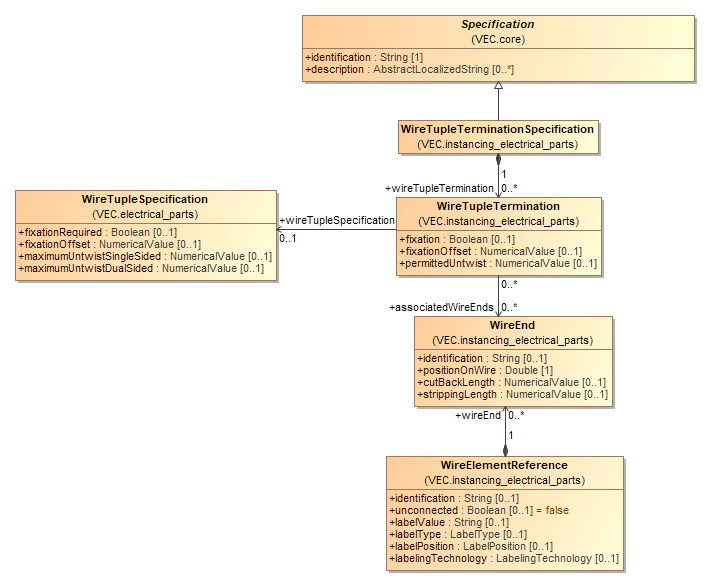 Specification
(VEC.core)
+identification : String [1]
+description : AbstractLocalizedString [0..*]
WireTupleTerminationSpecification
(VEC.instancing_electrical_parts)
1
+wireTupleTermination 0..*
WireTupleSpecification
(VEC.electrical_parts)
+fixationRequired : Boolean [0..1]
+fixationOffset : NumericalValue [0..1]
+maximumUntwistSingleSided : NumericalValue [0..1]
+maximumUntwistDualSided : NumericalValue [0..1]
+wireTupleSpecification
0..1
WireTupleTermination
(VEC.instancing_electrical_parts)
+fixation : Boolean [0..1]
+fixationOffset : NumericalValue [0..1]
+permittedUntwist : NumericalValue [0..1]
0..*
+associatedWireEnds 0..*
WireEnd
(VEC.instancing_electrical_parts)
+identification : String [0..1]
+positionOnWire : Double [1]
+cutBackLength : NumericalValue [0..1]
+strippingLength : NumericalValue [0..1]
+wireEnd 0..*
1
WireElementReference
(VEC.instancing_electrical_parts)
+identification : String [0..1]
+unconnected : Boolean [0..1] = false
+labelValue : String [0..1]
+labelType : LabelType [0..1]
+labelPosition : LabelPosition [0..1]
+labelingTechnology : LabelingTechnology [0..1]